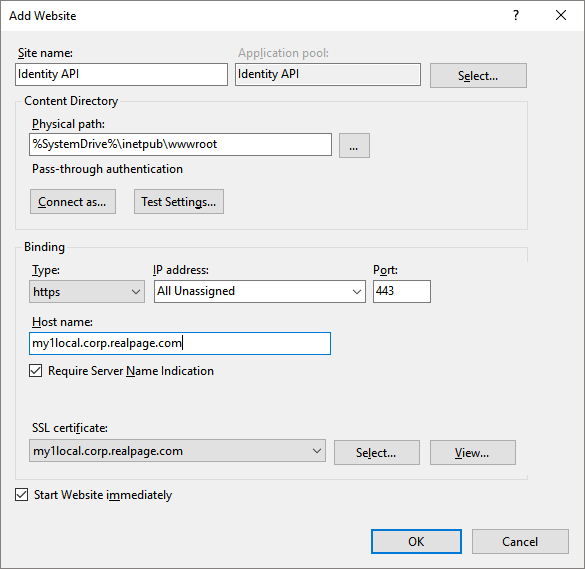 Add Website
?
Site name:
Application pool:
Identity API
Identity API
Select...
Content Directory
Physical path:
%SystemDrive%\inetpub\wwwroot
...
Pass-through authentication
Connect as...
Test Settings...
Binding
Type:
IP address:
Port:
https
All Unassigned
443
Host name:
my1local.corp.realpage.com
Require Server Name Indication
SSL certificate:
my1local.corp.realpage.com
Select...
View...
Start Website immediately
OK
Cancel